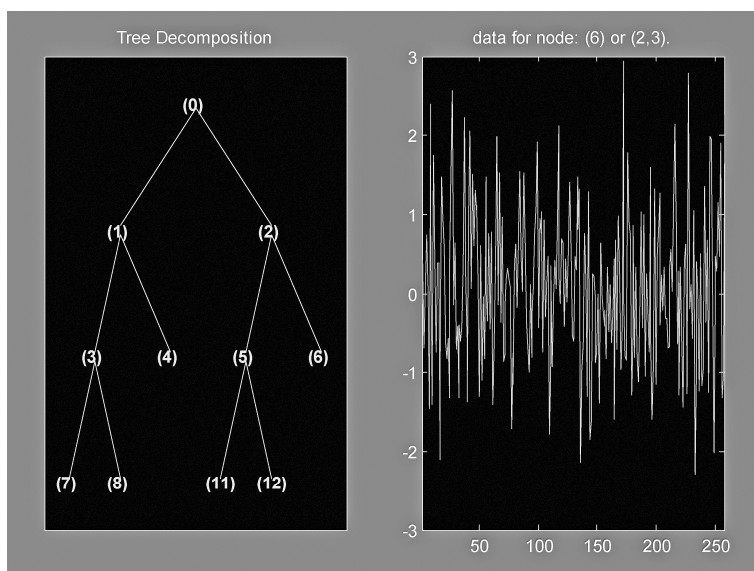 Tree Decomposition
(0)
(1) (2)
(3) (4) (5) (6)
(7) (8) (11) (12)
data for node: (6) or (2,3).
3
2
1
0
-1
-2
-3
50 100 150 200 250